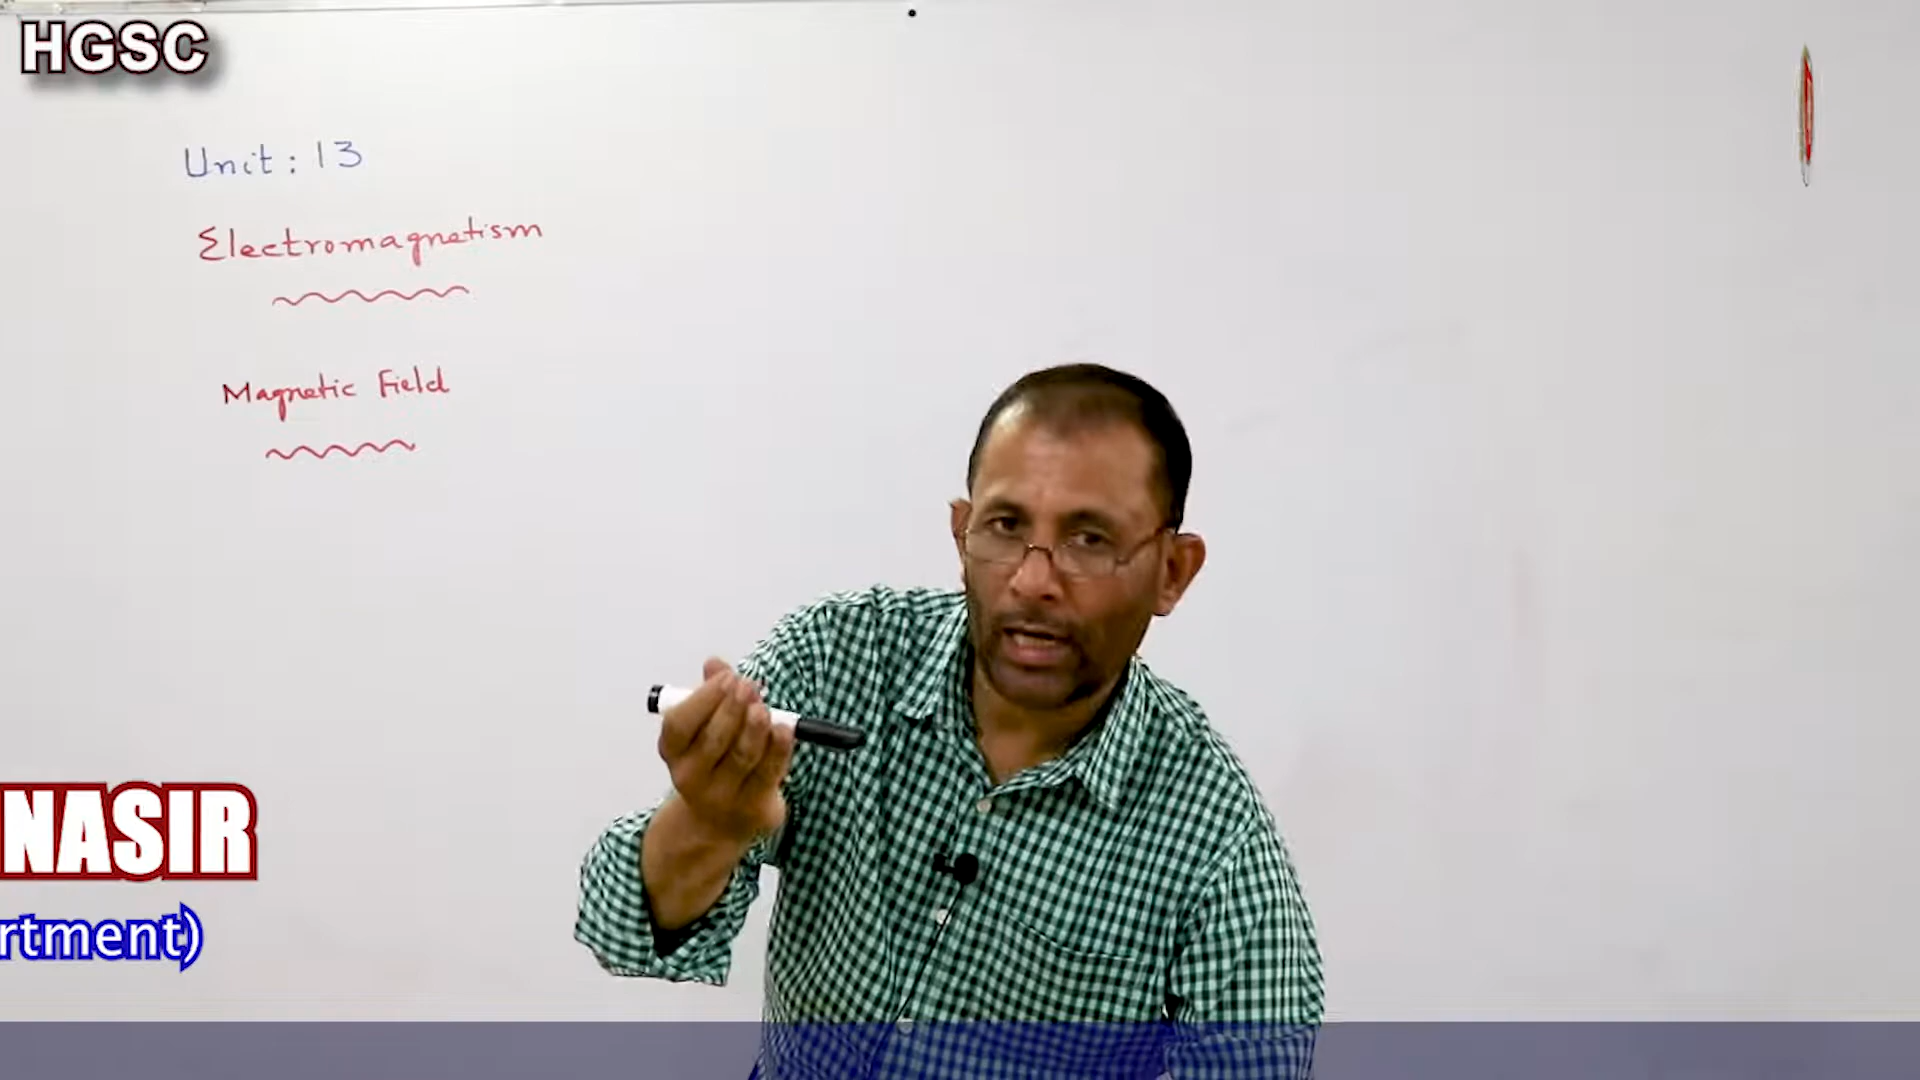 HGSC
Unit : 13
Electromagnetism
Magnetic Field
NASIR
rtment)